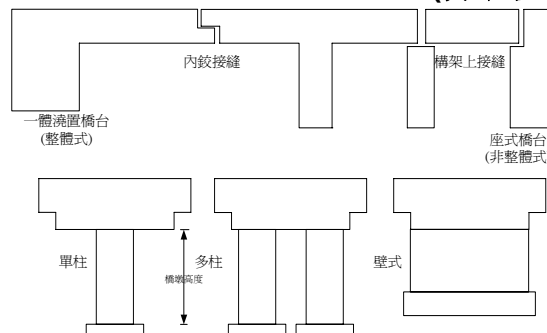 內鉸接縫
構架上接縫
一體澆置橋台
(整體式)
座式橋台
(非整體式
單柱
多柱
壁式
橋墩高度